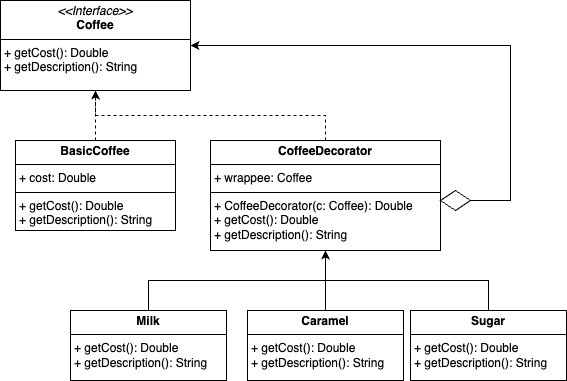 <<Interface>>
Coffee
+ getCost(): Double
+ getDescription(): String
BasicCoffee
+ cost: Double
+ getCost(): Double
+ getDescription(): String
CoffeeDecorator
+ wrappee: Coffee
+ CoffeeDecorator(c: Coffee): Double
+ getCost(): Double
+ getDescription(): String
Milk
+ getCost(): Double
+ getDescription(): String
Caramel
+ getCost(): Double
+ getDescription(): String
Sugar
+ getCost(): Double
+ getDescription(): String